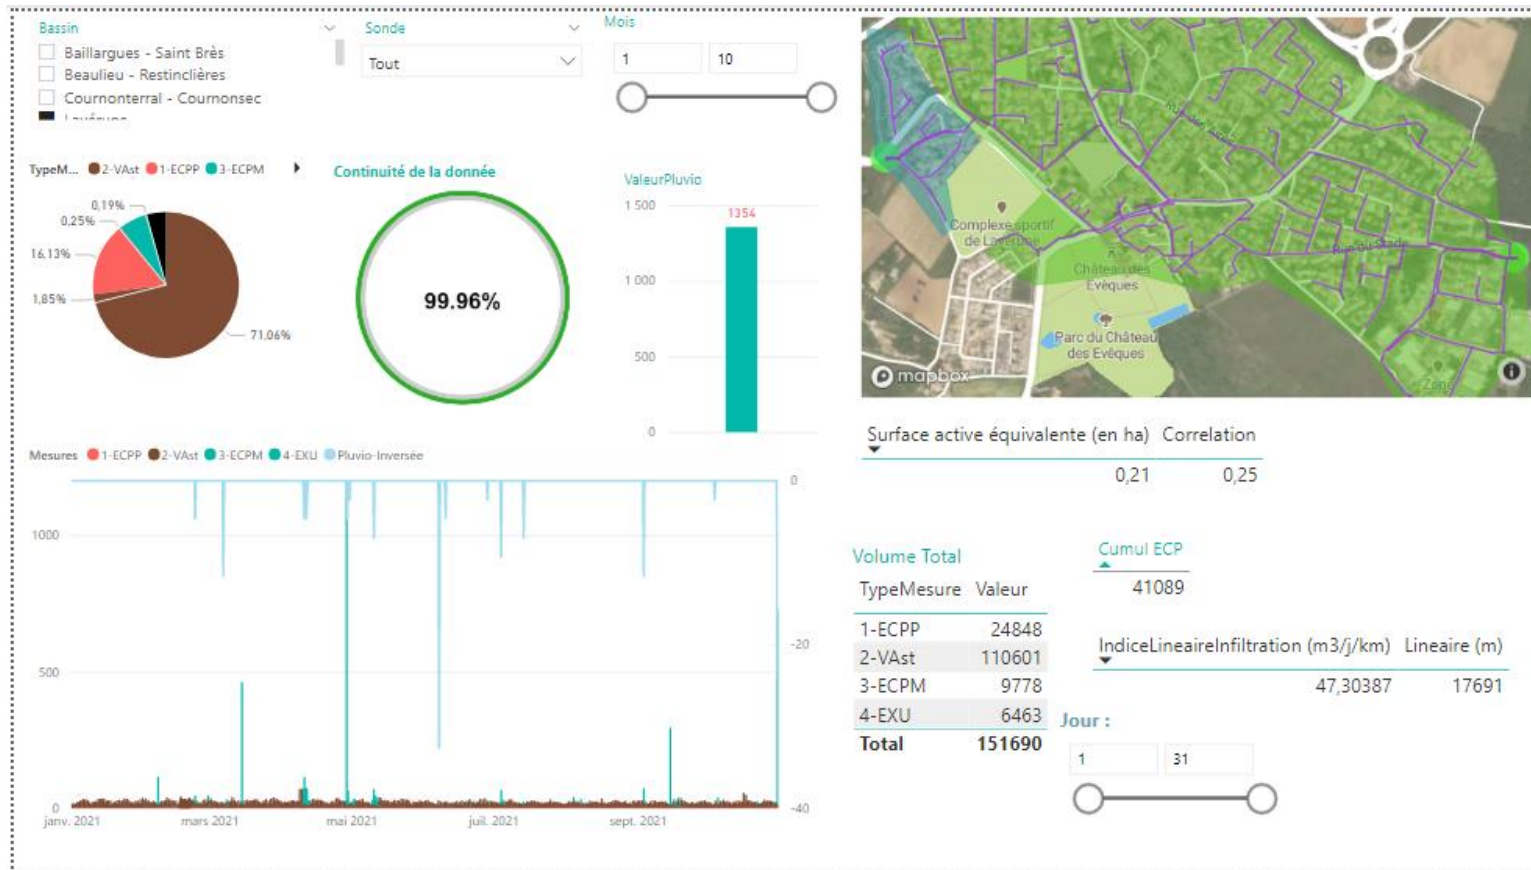 Bassin
Baillargues - Saint Brès
Beaulieu - Restinclières
Cournonterral - Cournonsec
Sonde
Tout
Mois
1 10
TypeM... 2-VAst 1-ECPP 3-ECPM
0,19%
0,25%
16,13%
1,85%
71,06%
Continuité de la donnée
99.96%
ValeurPluvio
1 500
1354
1 000
500
0
Complexe sportif
de Lavérune
Château des
Evêques
Rue du Stade
Parc du Château
des Evêques
Zone
mapbox
Surface active équivalente (en ha) Correlation
0,21 0,25
Mesures 1-ECPP 2-VAst 3-ECPM 4-EXU Pluvio-Inversée
0
1000
-20
500
0
-40
janv. 2021 mars 2021 mai 2021 juil. 2021 sept. 2021
Volume Total
TypeMesure Valeur
1-ECPP 24848
2-VAst 110601
3-ECPM 9778
4-EXU 6463
Total 151690
Cumul ECP
41089
IndiceLineaireInfiltration (m3/j/km) Lineaire (m)
47,30387 17691
Jour :
1 31